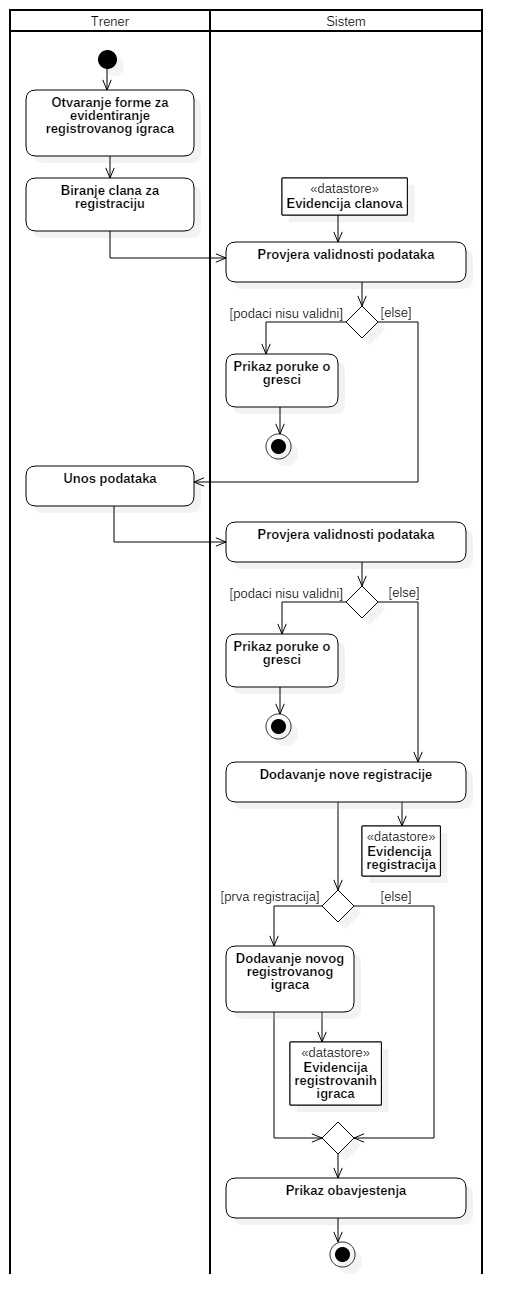 Trener
Sistem
Otvaranje forme za
evidentiranje
registrovanog igraca
Biranje clana za
registraciju
«datastore»
Evidencija clanova
Provjera validnosti podataka
[podaci nisu validni]
[else]
Prikaz poruke o
gresci
Unos podataka
Provjera validnosti podataka
[podaci nisu validni]
[else]
Prikaz poruke o
gresci
Dodavanje nove registracije
«datastore»
Evidencija
registracija
[prva registracija]
[else]
Dodavanje novog
registrovanog
igraca
«datastore»
Evidencija
registrovanih
igraca
Prikaz obavjestenja